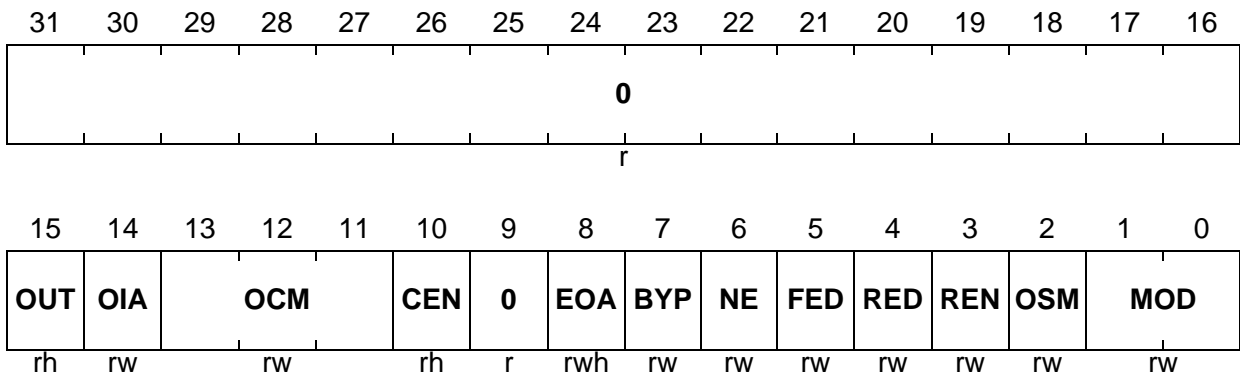 31 30 29 28 27 26 25 24 23 22 21 20 19 18 17 16
0
r
15 14 13 12 11 10 9 8 7 6 5 4 3 2 1 0
OUT OIA OCM CEN 0 EOA BYP NE FED RED REN OSM MOD
rh rw rw rh r rwh rw rw rw rw rw rw rw